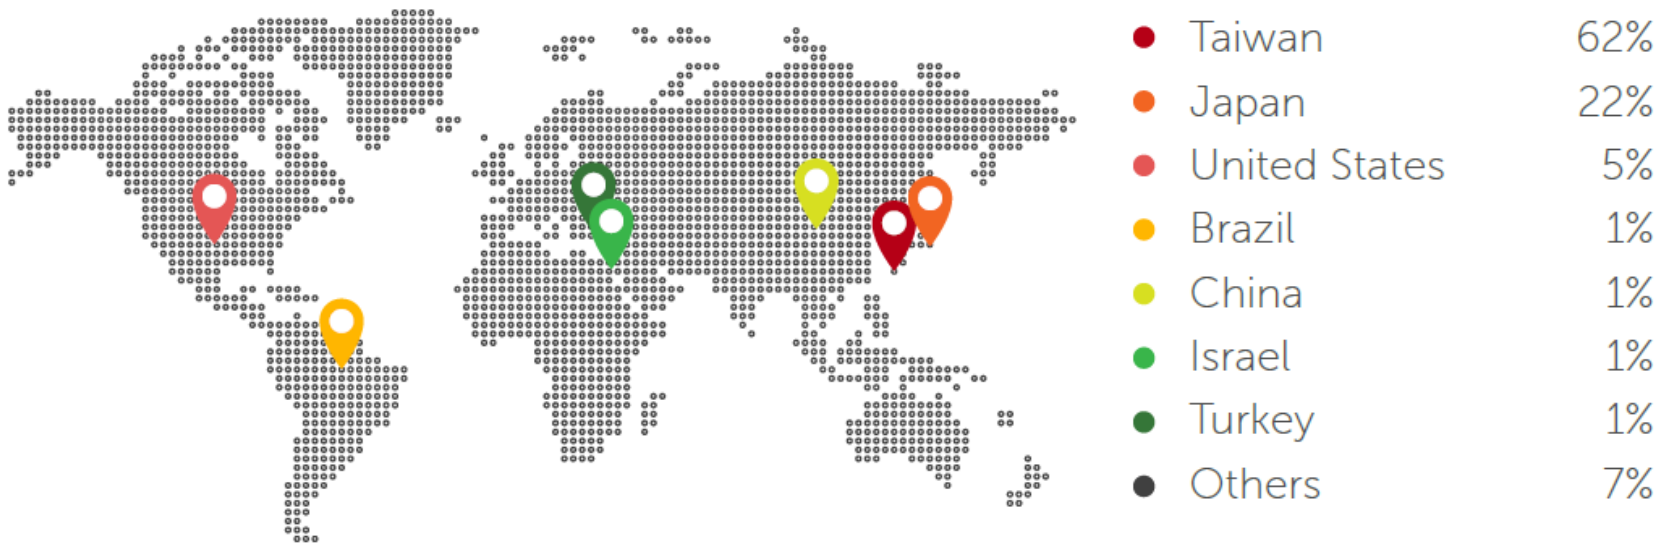 Taiwan 62%
Japan 22%
United States 5%
Brazil 1%
China 1%
Israel 1%
Turkey 1%
Others 7%